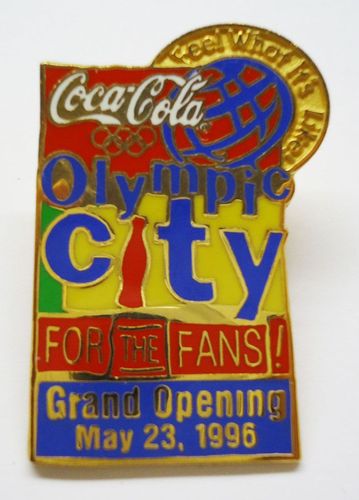 Feel What It's Like!
Coca-Cola
Olympic
City
FOR THE FANS!
Grand Opening
May 23, 1996